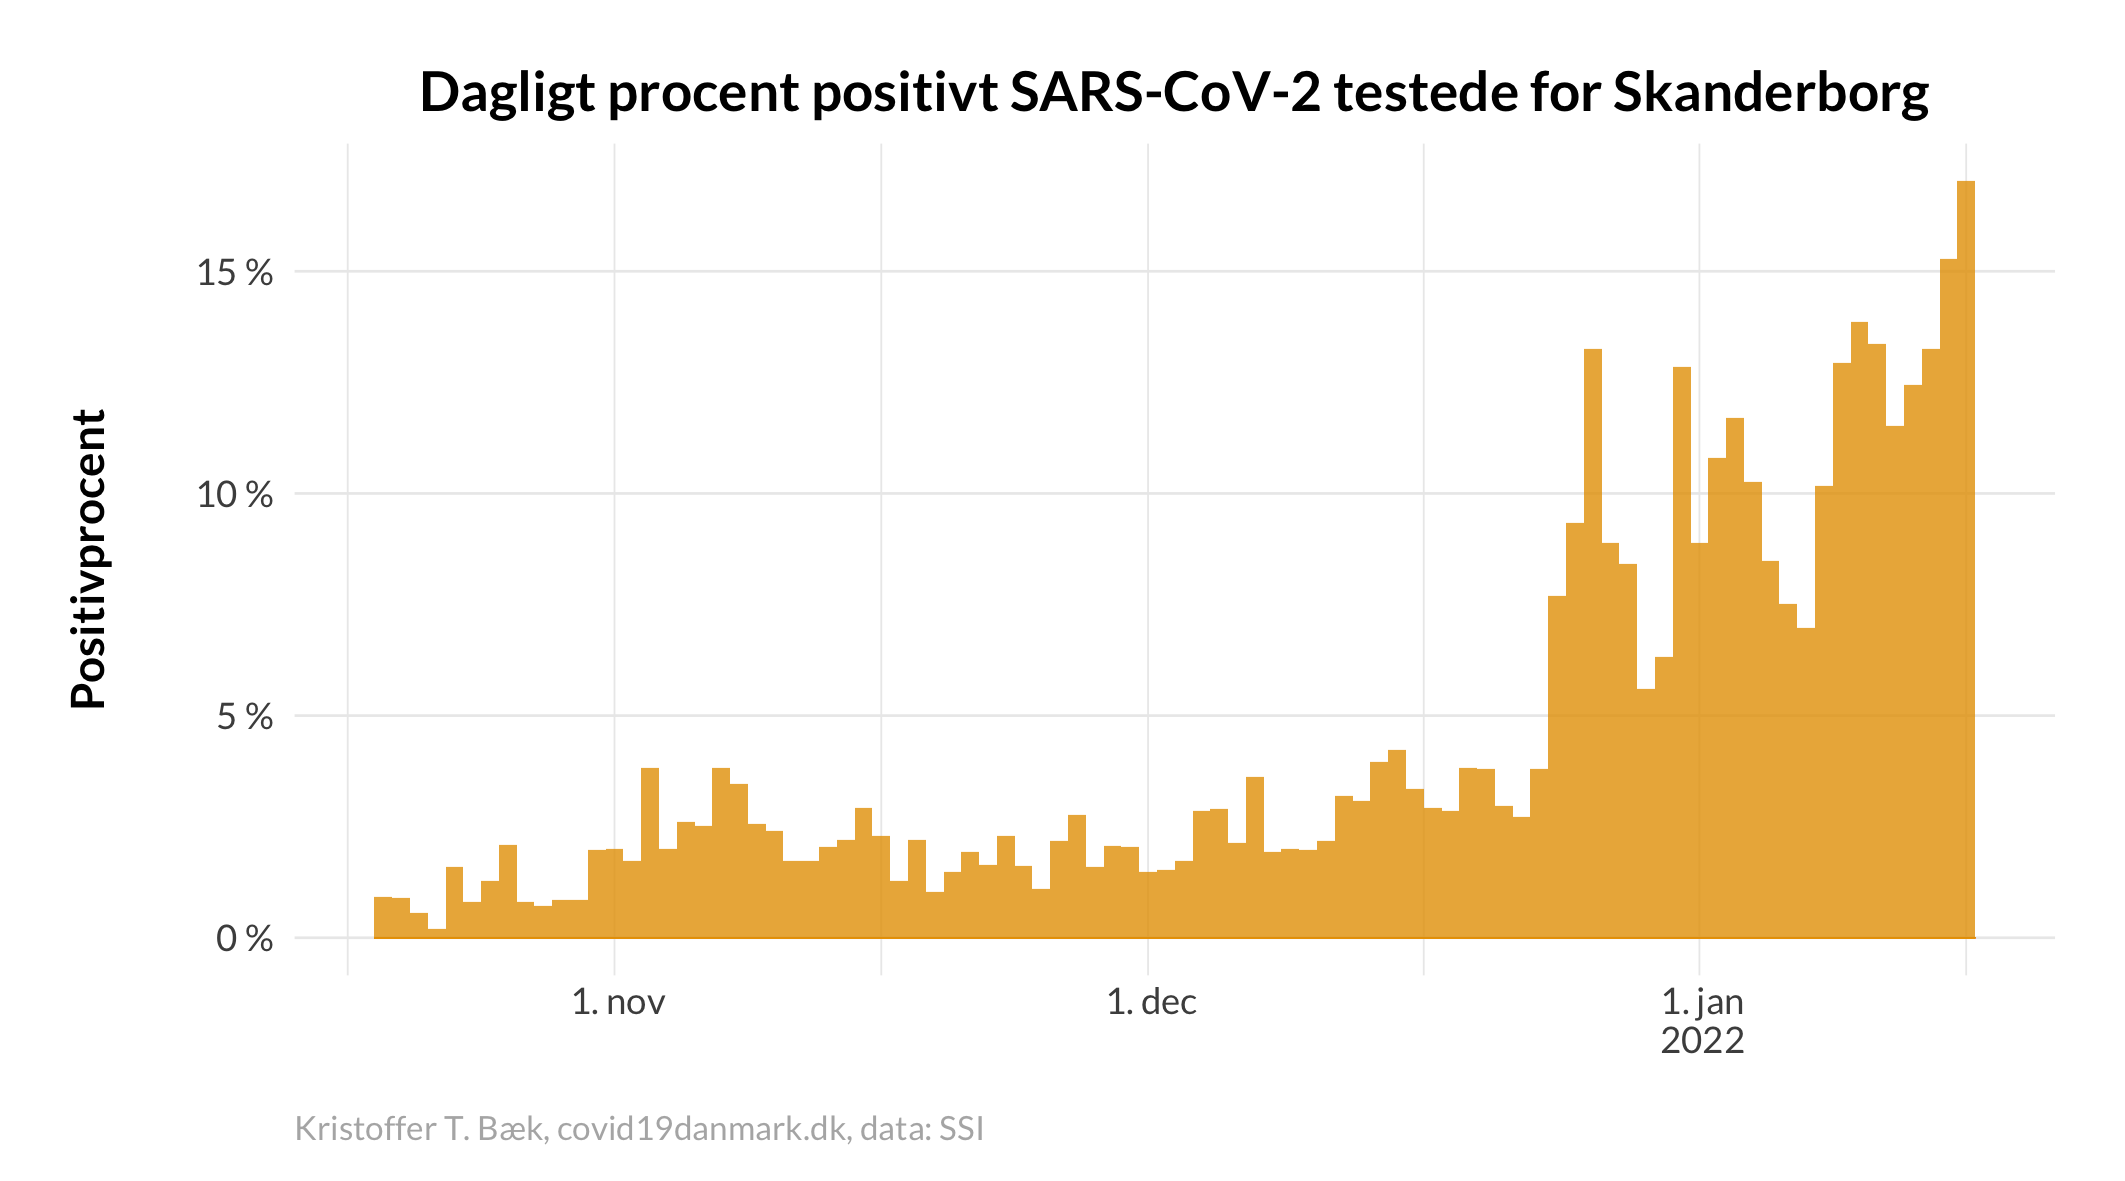 Dagligt procent positivt SARS-CoV-2 testede for Skanderborg
Positivprocent
15 %
10 %
5 %
0 %
1. nov
1. dec
1. jan
2022
Kristoffer T. Bæk, covid19danmark.dk, data: SSI